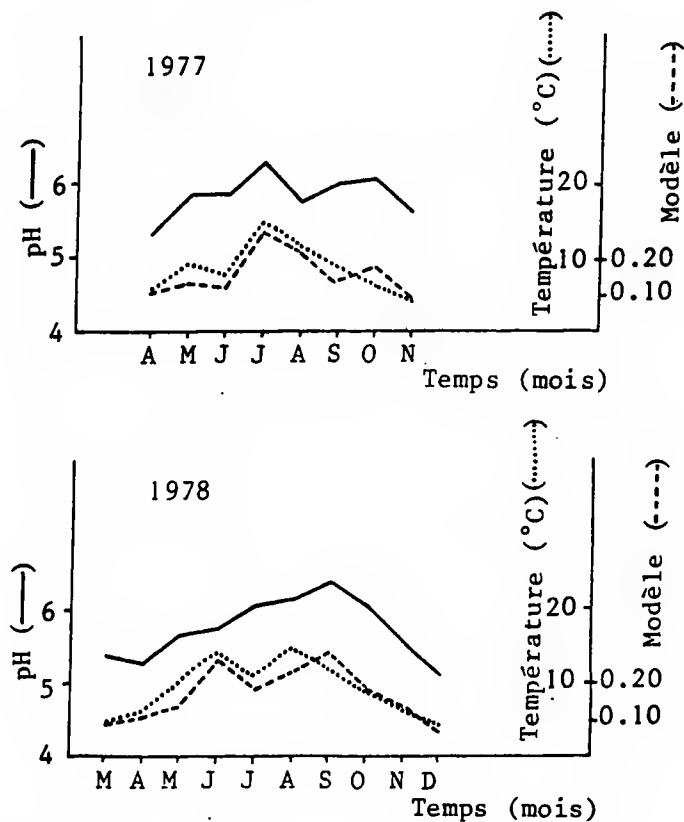 1977
pH (——)
6
5
4
Température (°C)(......)
20
10
Modèle (----)
0.20
0.10
A M J J A S O N
Temps (mois)
1978
pH (——)
6
5
4
Température (°C)(........)
20
10
Modèle (----)
0.20
0.10
M A M J J A S O N D
Temps (mois)